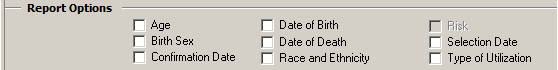 Report Options
Age Date of Birth Risk
Birth Sex Date of Death Selection Date
Confirmation Date Race and Ethnicity Type of Utilization